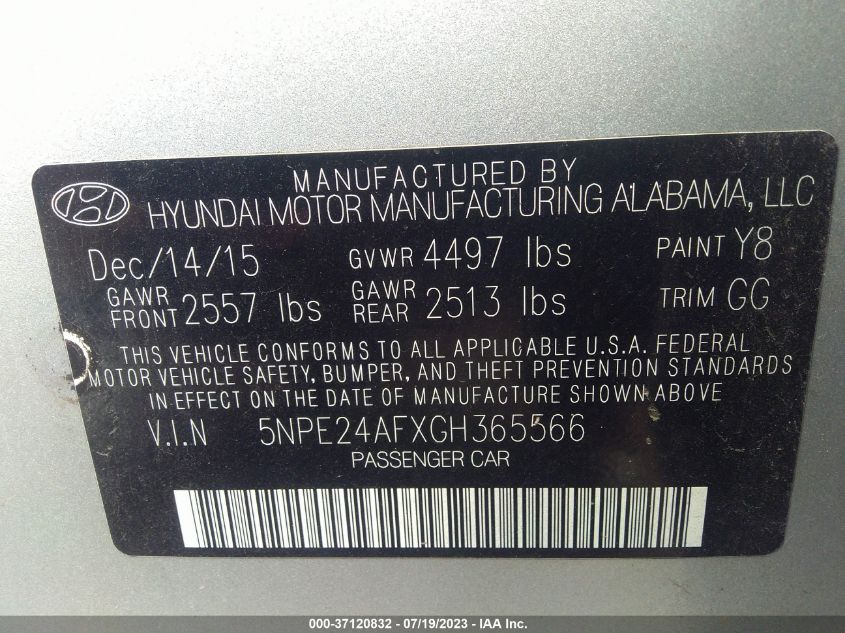 MANUFACTURED BY
HYUNDAI MOTOR MANUFACTURING ALABAMA, LLC
Dec/14/15 GVWR 4497 lbs PAINT Y8
GAWR FRONT 2557 lbs GAWR REAR 2513 lbs TRIM GG
THIS VEHICLE CONFORMS TO ALL APPLICABLE U.S.A. FEDERAL
MOTOR VEHICLE SAFETY, BUMPER, AND THEFT PREVENTION STANDARDS
IN EFFECT ON THE DATE OF MANUFACTURE SHOWN ABOVE
V.I.N 5NPE24AFXGH365566
PASSENGER CAR
000-37120832 - 07/19/2023 - IAA Inc.